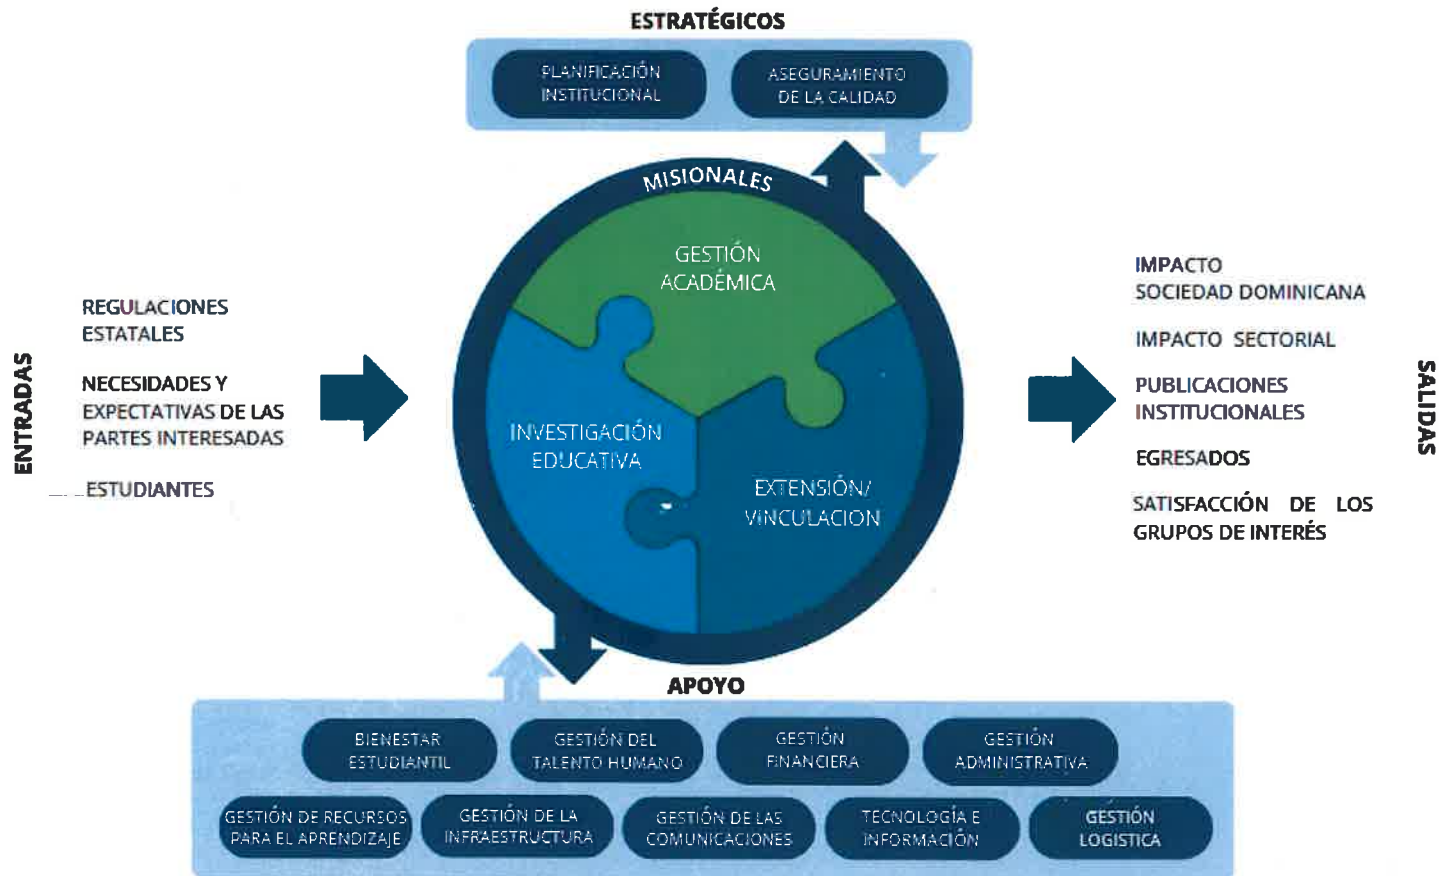 ESTRATÉGICOS
PLANIFICACIÓN
INSTITUCIONAL
ASEGURAMIENTO
DE LA CALIDAD
MISIONALES
GESTIÓN
ACADÉMICA
INVESTIGACIÓN
EDUCATIVA
EXTENSIÓN/
VINCULACION
ENTRADAS
REGULACIONES
ESTATALES
NECESIDADES Y
EXPECTATIVAS DE LAS
PARTES INTERESADAS
ESTUDIANTES
IMPACTO
SOCIEDAD DOMINICANA
IMPACTO SECTORIAL
PUBLICACIONES
INSTITUCIONALES
EGRESADOS
SATISFACCIÓN DE LOS
GRUPOS DE INTERÉS
SALIDAS
APOYO
BIENESTAR
ESTUDIANTIL
GESTIÓN DEL
TALENTO HUMANO
GESTIÓN
FINANCIERA
GESTIÓN
ADMINISTRATIVA
GESTIÓN DE RECURSOS
PARA EL APRENDIZAJE
GESTIÓN DE LA
INFRAESTRUCTURA
GESTIÓN DE LAS
COMUNICACIONES
TECNOLOGÍA E
INFORMACIÓN
GESTIÓN
LOGISTICA